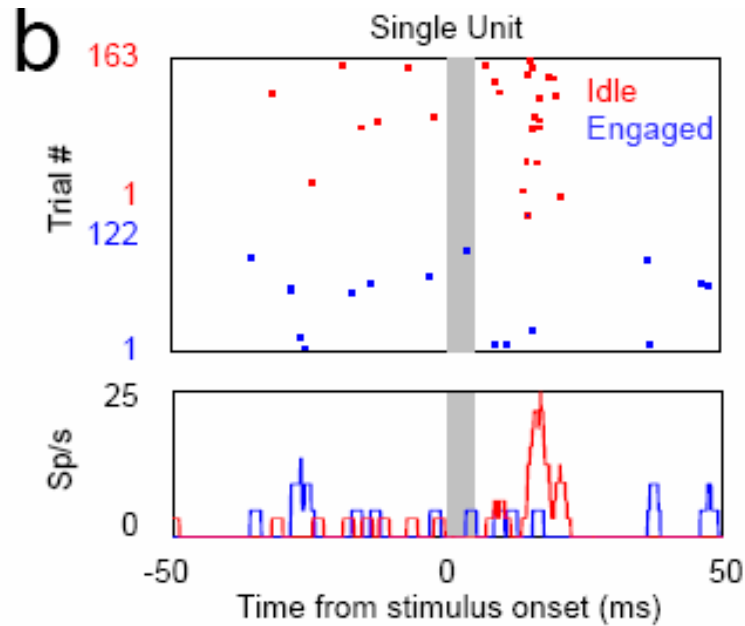 b
Single Unit
163
Idle
Engaged
Trial #
1
122
1
25
Sp/s
0
-50 0 50
Time from stimulus onset (ms)